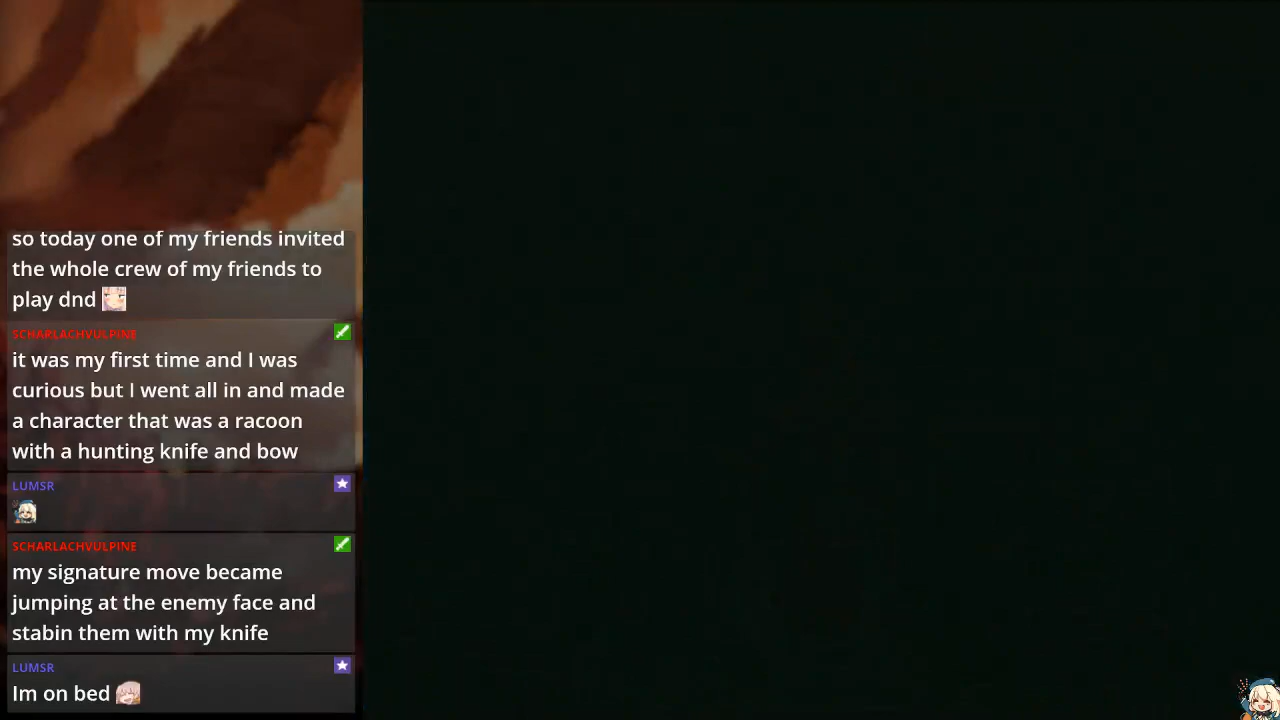 so today one of my friends invited
the whole crew of my friends to
play dnd
SCHARLACHVULPINE
it was my first time and I was
curious but I went all in and made
a character that was a racoon
with a hunting knife and bow
LUMSR
SCHARLACHVULPINE
my signature move became
jumping at the enemy face and
stabin them with my knife
LUMSR
Im on bed